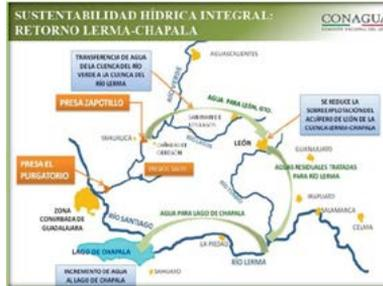 SUSTENTABILIDAD HÍDRICA INTEGRAL:
RETORNO LERMA-CHAPALA
CONAGUA
TRANSFERENCIA DE AGUA
DE LA CUENCA DEL RÍO
VERDE A LA CUENCA DEL
RÍO LERMA
AGUASCALIENTES
RÍO VERDE
PRESA ZAPOTILLO
AGUA PARA LEÓN, GTO.
SE REDUCE LA
SOBREEXPLOTACIÓN DEL
ACUÍFERO DE LEÓN DE LA
CUENCA-LERMA-CHAPALA
LEÓN
GUANAJUATO
PRESA EL
PURGATORIO
AGUAS RESIDUALES TRATADAS
PARA RÍO LERMA
IRAPUATO
SALAMANCA
CELAYA
ZONA
CONURBADA DE
GUADALAJARA
RÍO SANTIAGO
AGUA PARA LAGO DE CHAPALA
LAGO DE CHAPALA
LA PIEDAD
RÍO LERMA
INCREMENTO DE AGUA
AL LAGO DE CHAPALA
SAHUAYO